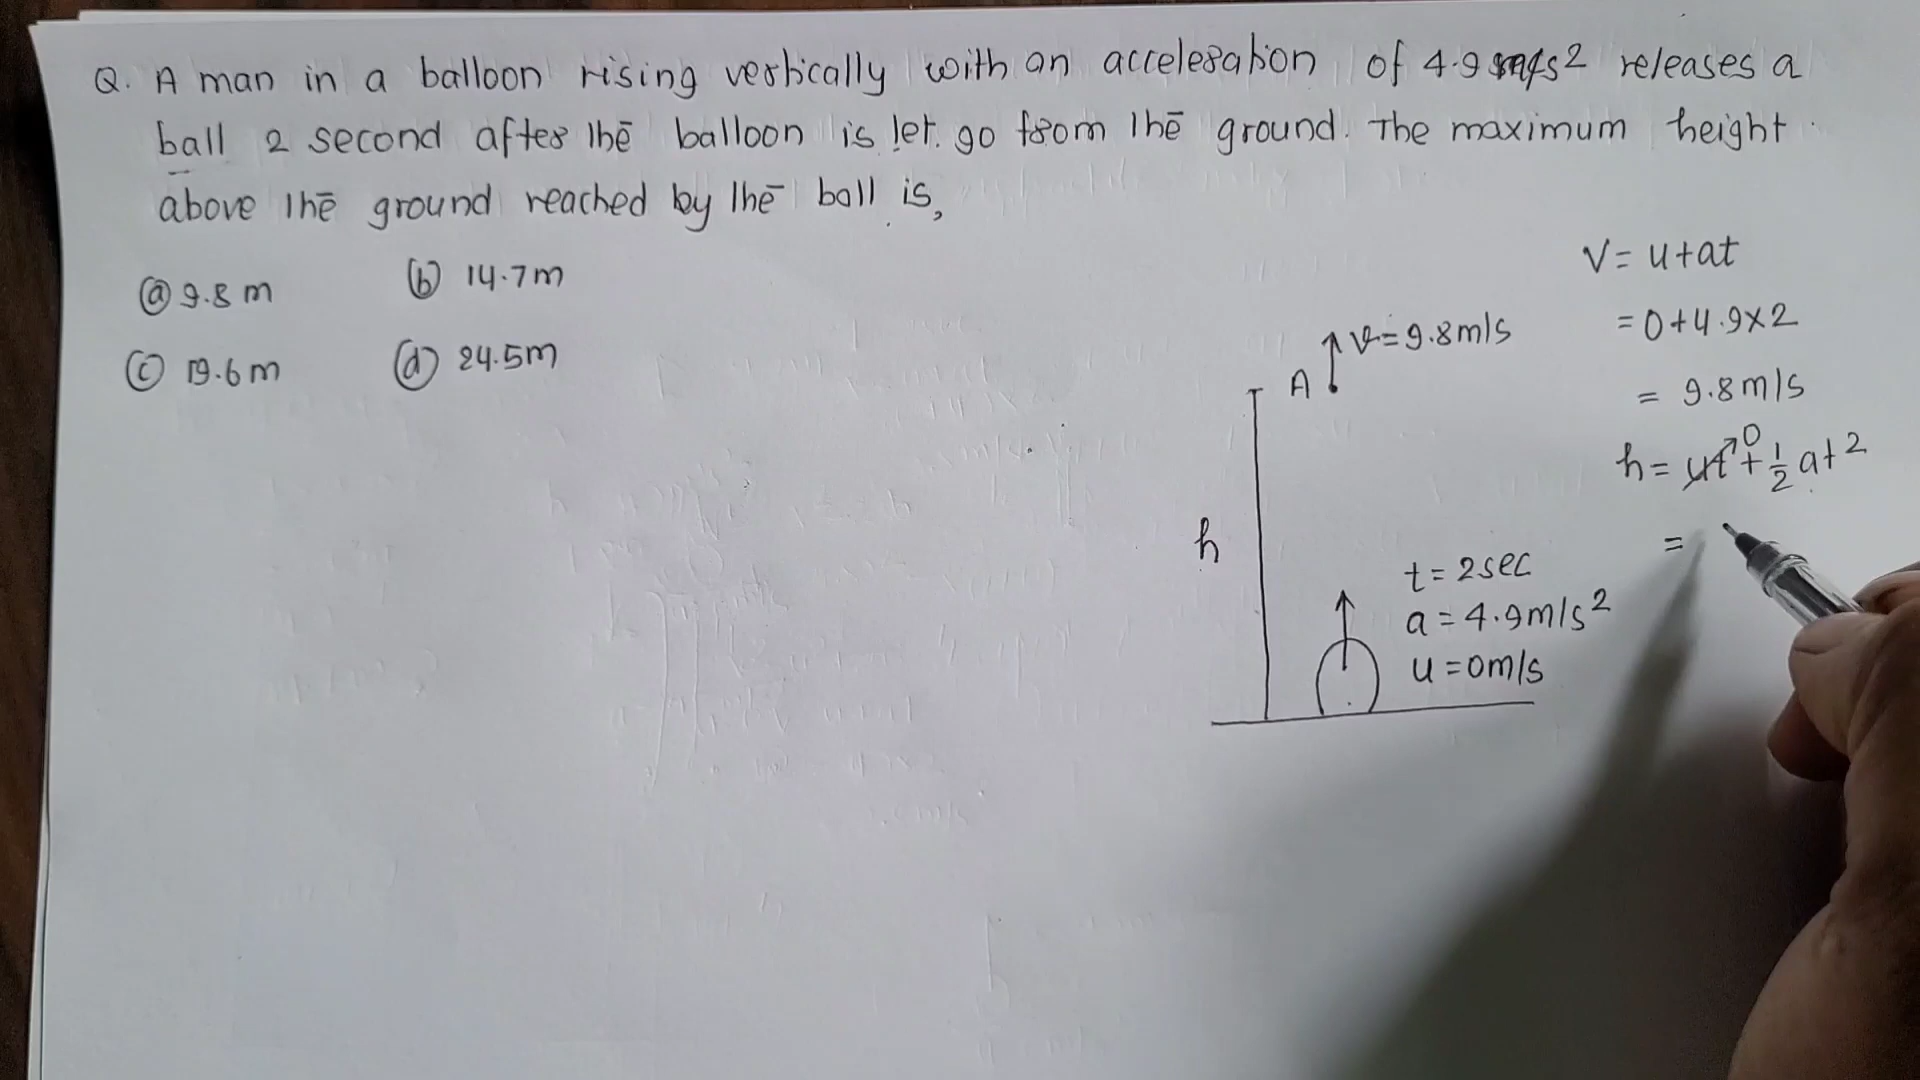 Q. A man in a balloon rising vertically with an acceleration of 4.9 m/s2 releases a
ball 2 second after the balloon is let go from the ground. The maximum height
above the ground reached by the ball is,
(a) 9.8 m (b) 14.7m
(c) 19.6m (d) 24.5m
V = u+at
= 0+4.9×2
= 9.8m/s
h = ut 0 + 1/2 at2
=
A v=9.8m/s
h
t = 2sec
a = 4.9m/s2
u = 0m/s